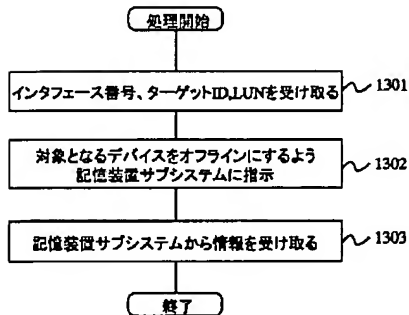 処理開始
インタフェース番号、ターゲットID,LUNを受け取る
1301
対象となるデバイスをオフラインにするよう
記憶装置サブシステムに指示
1302
記憶装置サブシステムから情報を受け取る
1303
終了